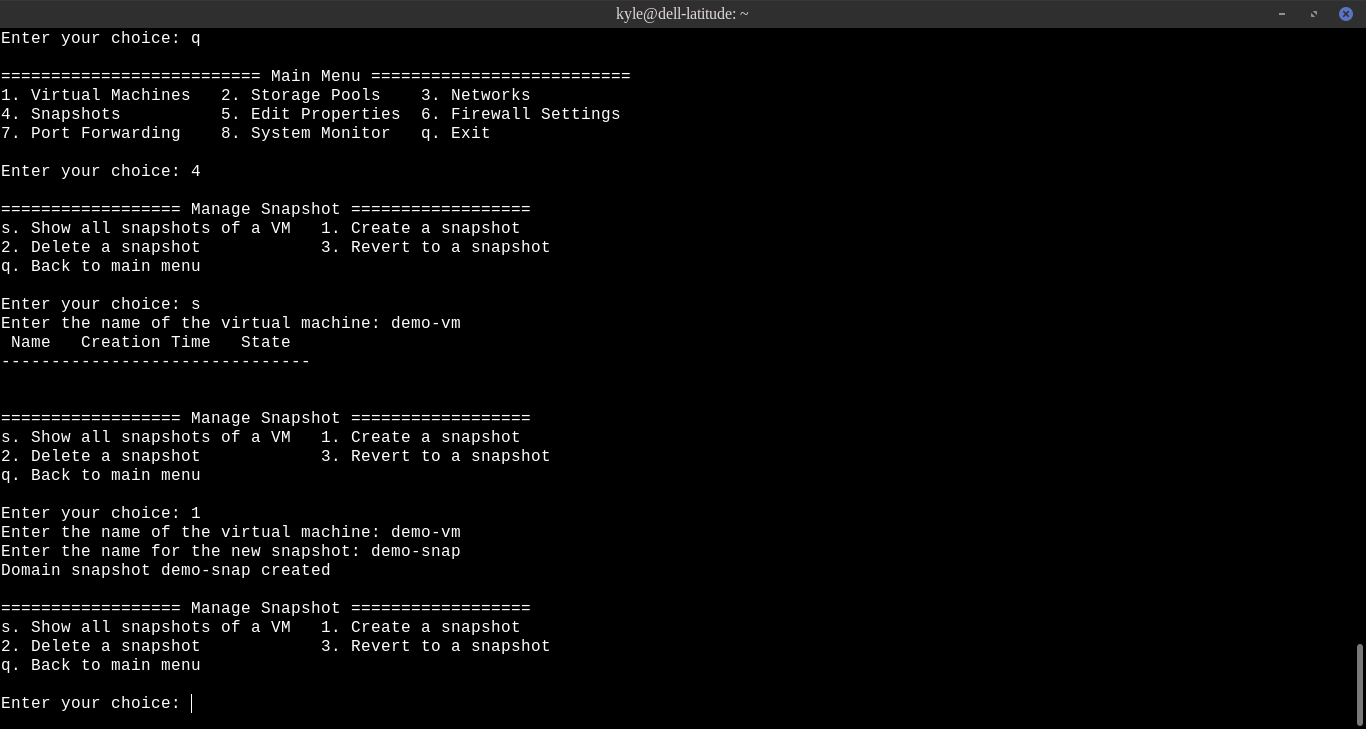 kyle@dell-latitude: ~
Enter your choice: q
========================== Main Menu ==========================
1. Virtual Machines   2. Storage Pools    3. Networks
4. Snapshots          5. Edit Properties  6. Firewall Settings
7. Port Forwarding    8. System Monitor   q. Exit
Enter your choice: 4
================== Manage Snapshot ==================
s. Show all snapshots of a VM   1. Create a snapshot
2. Delete a snapshot            3. Revert to a snapshot
q. Back to main menu
Enter your choice: s
Enter the name of the virtual machine: demo-vm
 Name   Creation Time   State
-------------------------------
================== Manage Snapshot ==================
s. Show all snapshots of a VM   1. Create a snapshot
2. Delete a snapshot            3. Revert to a snapshot
q. Back to main menu
Enter your choice: 1
Enter the name of the virtual machine: demo-vm
Enter the name for the new snapshot: demo-snap
Domain snapshot demo-snap created
================== Manage Snapshot ==================
s. Show all snapshots of a VM   1. Create a snapshot
2. Delete a snapshot            3. Revert to a snapshot
q. Back to main menu
Enter your choice: